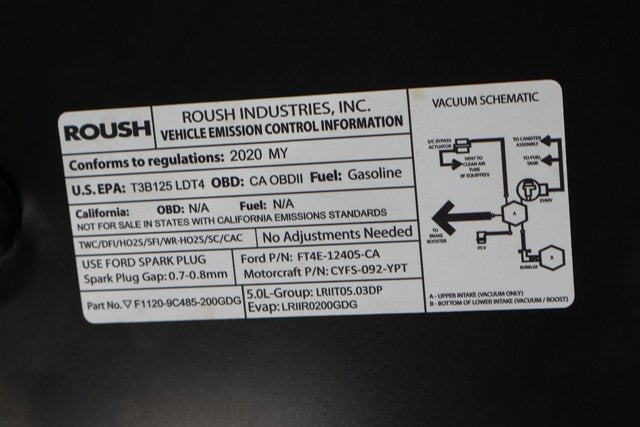 ROUSH
ROUSH INDUSTRIES, INC.
VEHICLE EMISSION CONTROL INFORMATION
Conforms to regulations: 2020 MY
U.S. EPA: T3B125 LDT4 OBD: CA OBDII Fuel: Gasoline
California: OBD: N/A Fuel: N/A
NOT FOR SALE IN STATES WITH CALIFORNIA EMISSIONS STANDARDS
TWC/DFI/HO2S/SFI/WR-HO2S/SC/CAC
No Adjustments Needed
USE FORD SPARK PLUG
Spark Plug Gap: 0.7-0.8mm
Ford P/N: FT4E-12405-CA
Motorcraft P/N: CYFS-092-YPT
Part No. ▽ F1120-9C485-200GDG
5.0L-Group: LRIIT05.03DP
Evap: LRIIR0200GDG
VACUUM SCHEMATIC
S/C BYPASS
ACTUATOR
VENT TO
CLEAN AIR
TUBE
(IF EQUIPPED)
TO CANISTER
ASSEMBLY
TO FUEL
TANK
EVMV
A
TO
BRAKE
BOOSTER
PCV
B
BUBBLER
A - UPPER INTAKE (VACUUM ONLY)
B - BOTTOM OF LOWER INTAKE (VACUUM / BOOST)